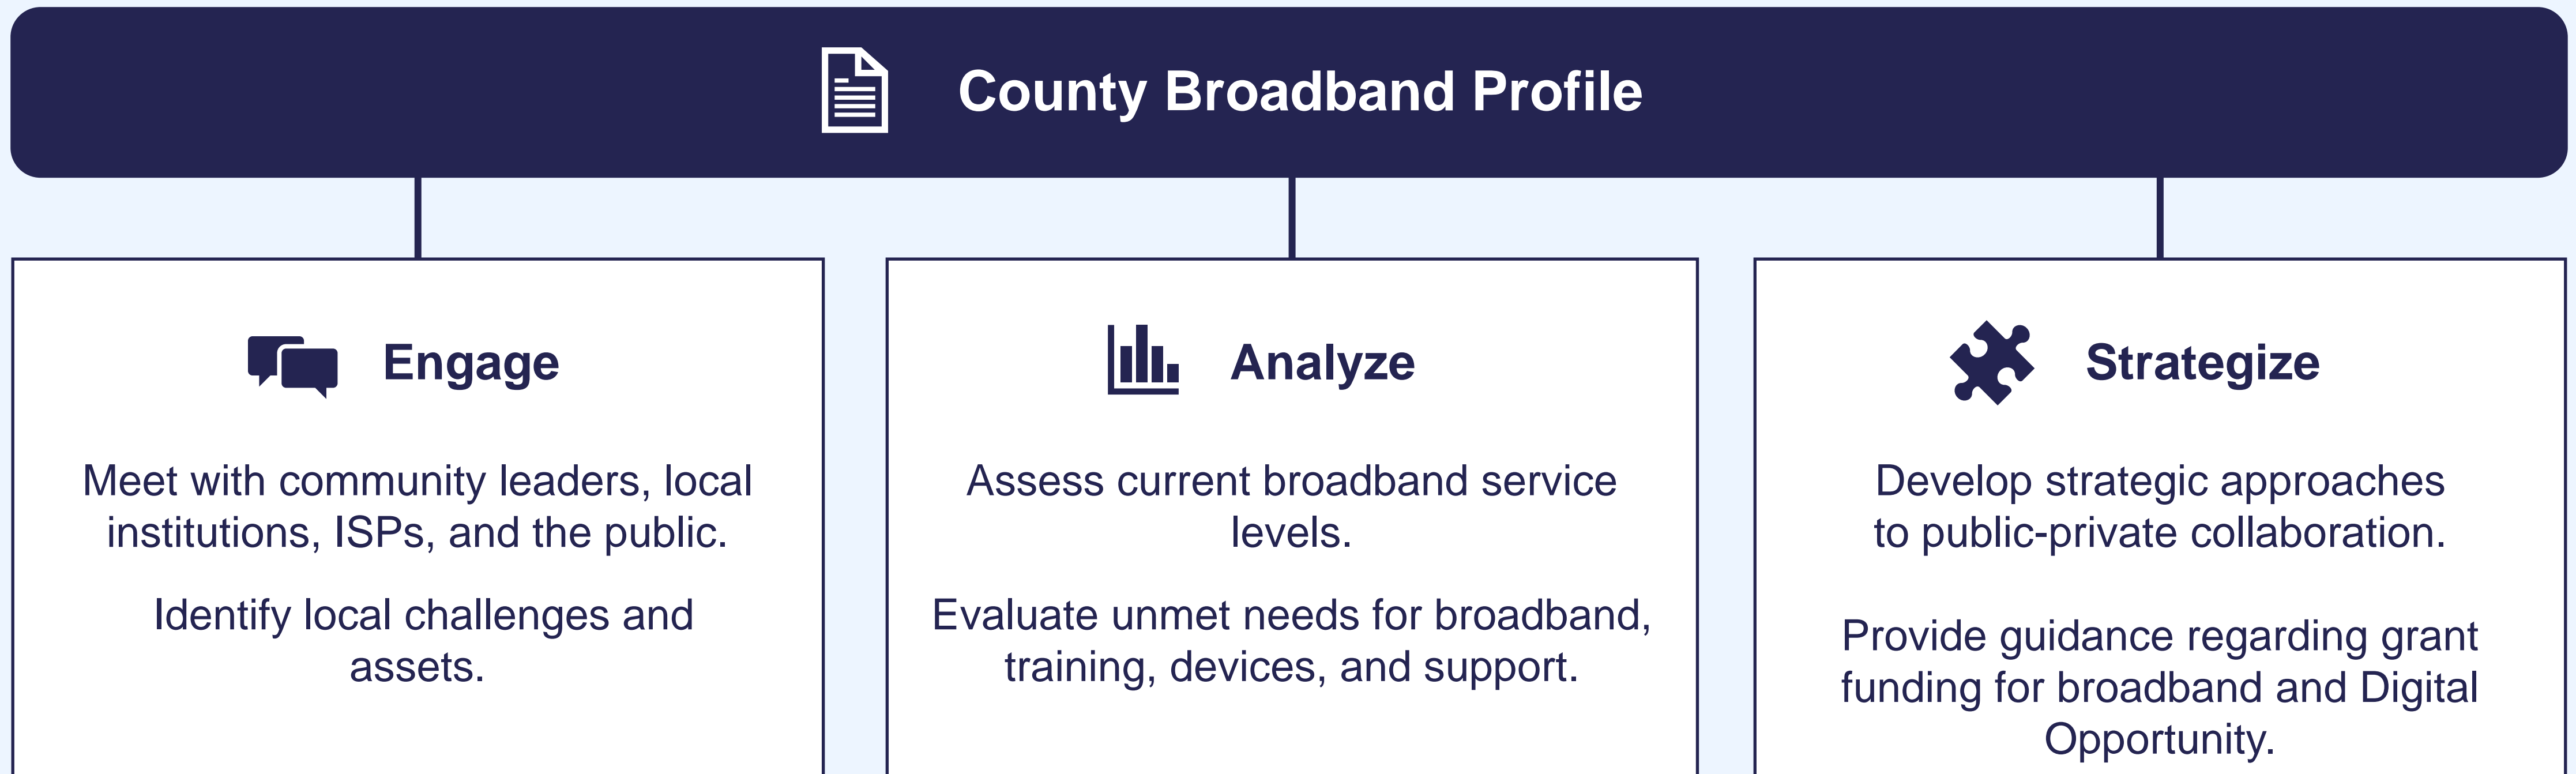 County Broadband Profile
Engage
Meet with community leaders, local
institutions, ISPs, and the public.
Identify local challenges and
assets.
Analyze
Assess current broadband service
levels.
Evaluate unmet needs for broadband,
training, devices, and support.
Strategize
Develop strategic approaches
to public-private collaboration.
Provide guidance regarding grant
funding for broadband and Digital
Opportunity.